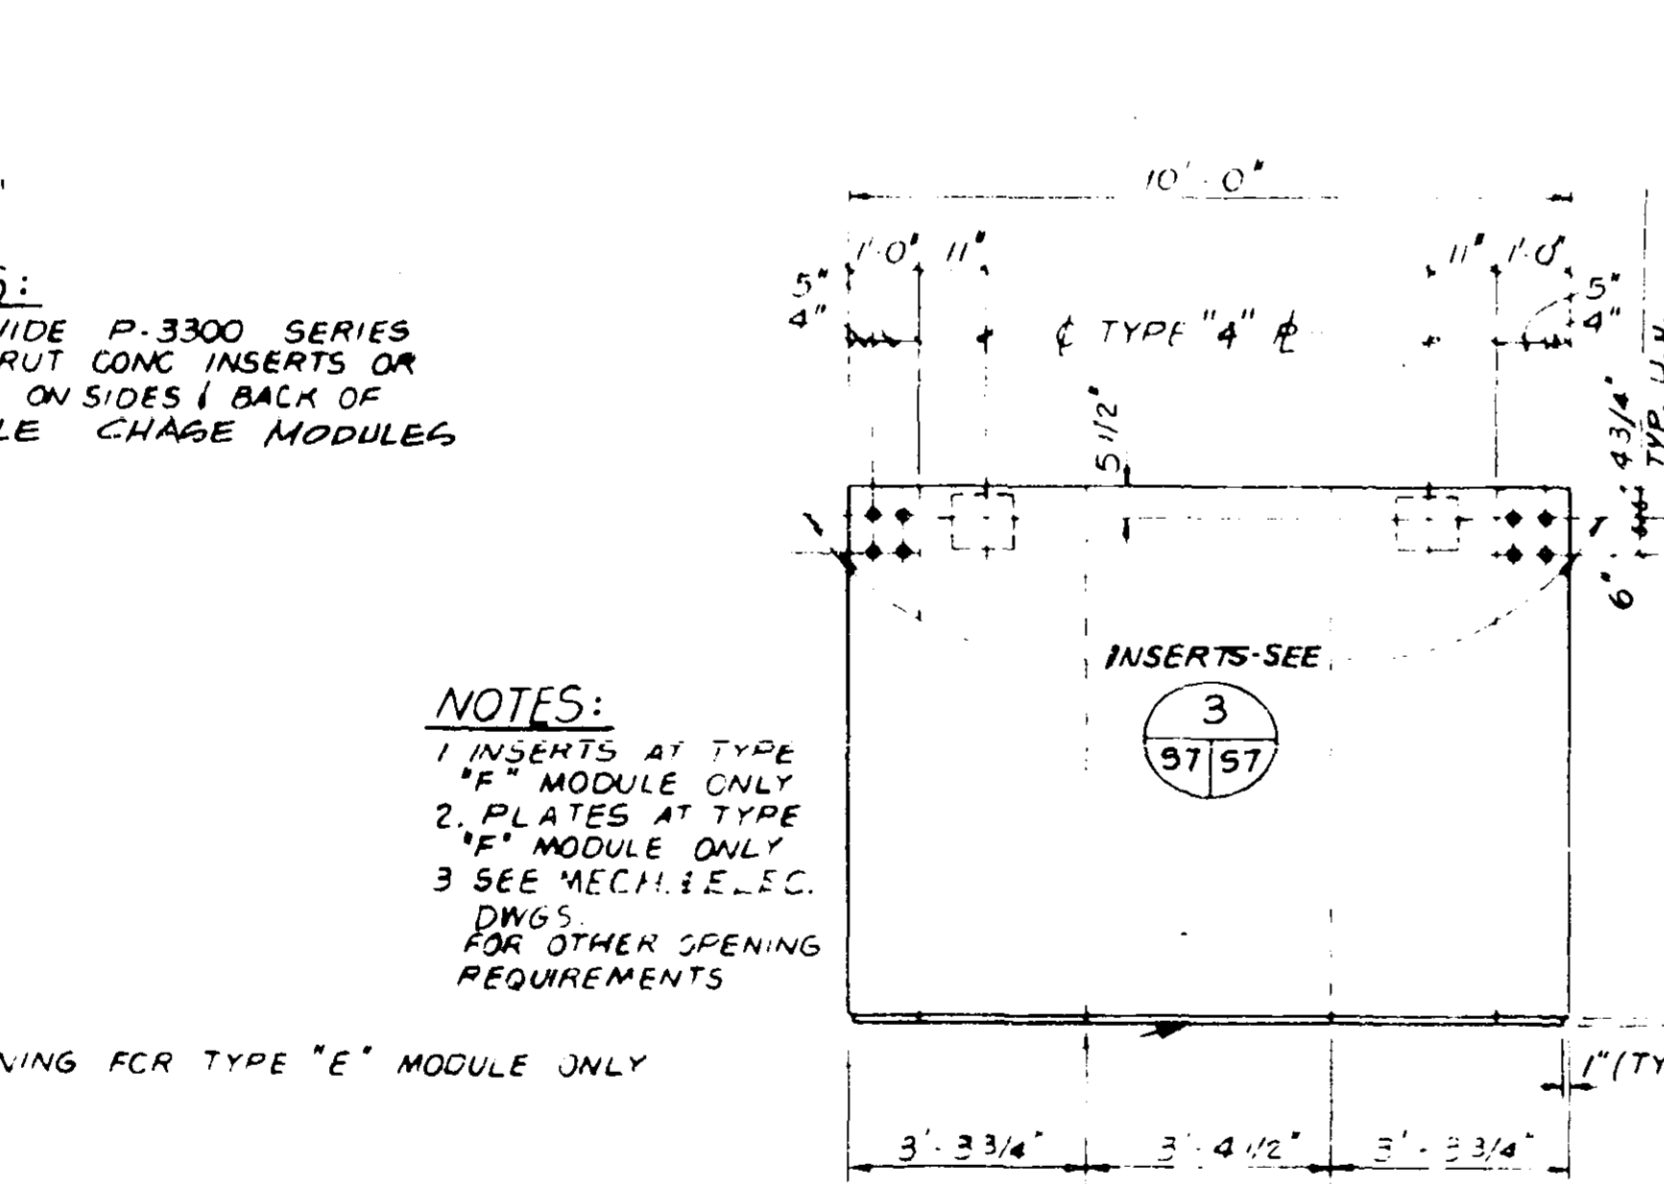 10'-0"
1'-0" 11" 11" 1'-0"
5" 5"
4" 4"
℄ TYPE "4" ⅊
VIDE P-3300 SERIES
RUT CONC INSERTS OR
ON SIDES & BACK OF
LE CHASE MODULES
5 1/2"
4 3/4"
TYP.
6"
INSERTS-SEE
3
S7 S7
NOTES:
1 INSERTS AT TYPE
"F" MODULE ONLY
2. PLATES AT TYPE
"F" MODULE ONLY
3 SEE MECH. & ELEC.
DWGS.
FOR OTHER OPENING
REQUIREMENTS
NING FOR TYPE "E" MODULE ONLY
1" (TY
3'-3 3/4" 3'-4 1/2" 3'-3 3/4"